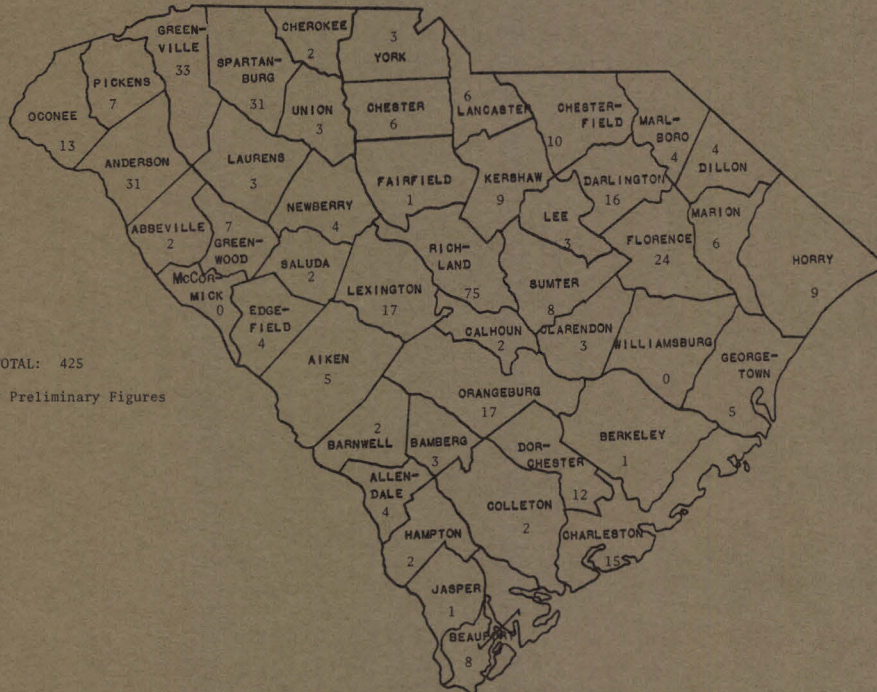 GREEN-
VILLE
33
CHEROKEE
2
3
YORK
SPARTAN-
BURG
31
PICKENS
7
OCONEE
13
UNION
3
CHESTER
6
6
LANCASTER
CHESTER-
FIELD
10
MARL-
BORO
4
4
DILLON
ANDERSON
31
LAURENS
3
FAIRFIELD
1
KERSHAW
9
DARLINGTON
16
LEE
3
NEWBERRY
4
ABBEVILLE
2
7
GREEN-
WOOD
MARION
6
FLORENCE
24
HORRY
9
SALUDA
2
RICH-
LAND
75
McCOR-
MICK
0
LEXINGTON
17
SUMTER
8
EDGE-
FIELD
4
CALHOUN
2
CLARENDON
3
WILLIAMSBURG
0
GEORGE-
TOWN
5
OTAL: 425
Preliminary Figures
AIKEN
5
ORANGEBURG
17
2
BARNWELL
BAMBERG
3
DOR-
CHESTER
12
BERKELEY
1
ALLEN-
DALE
4
COLLETON
2
CHARLESTON
15
HAMPTON
2
JASPER
1
BEAUFORT
8